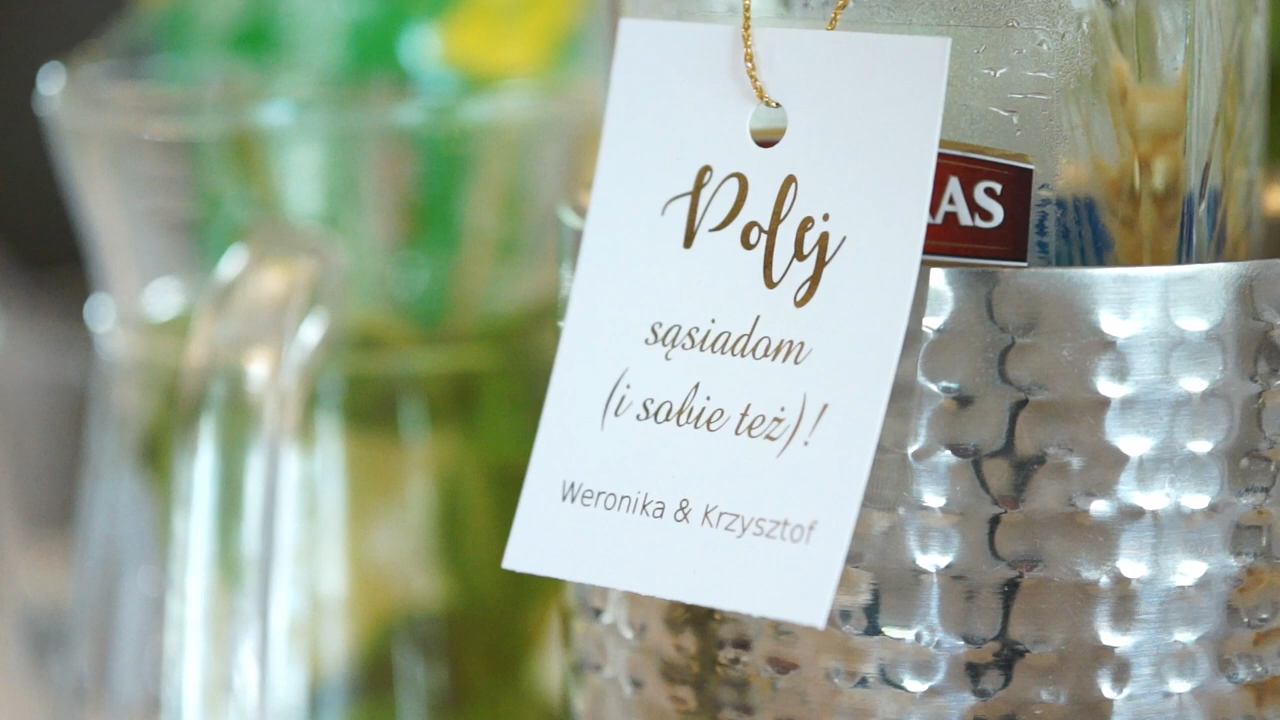 Polej
sąsiadom
(i sobie też)!
Weronika & Krzysztof
AS